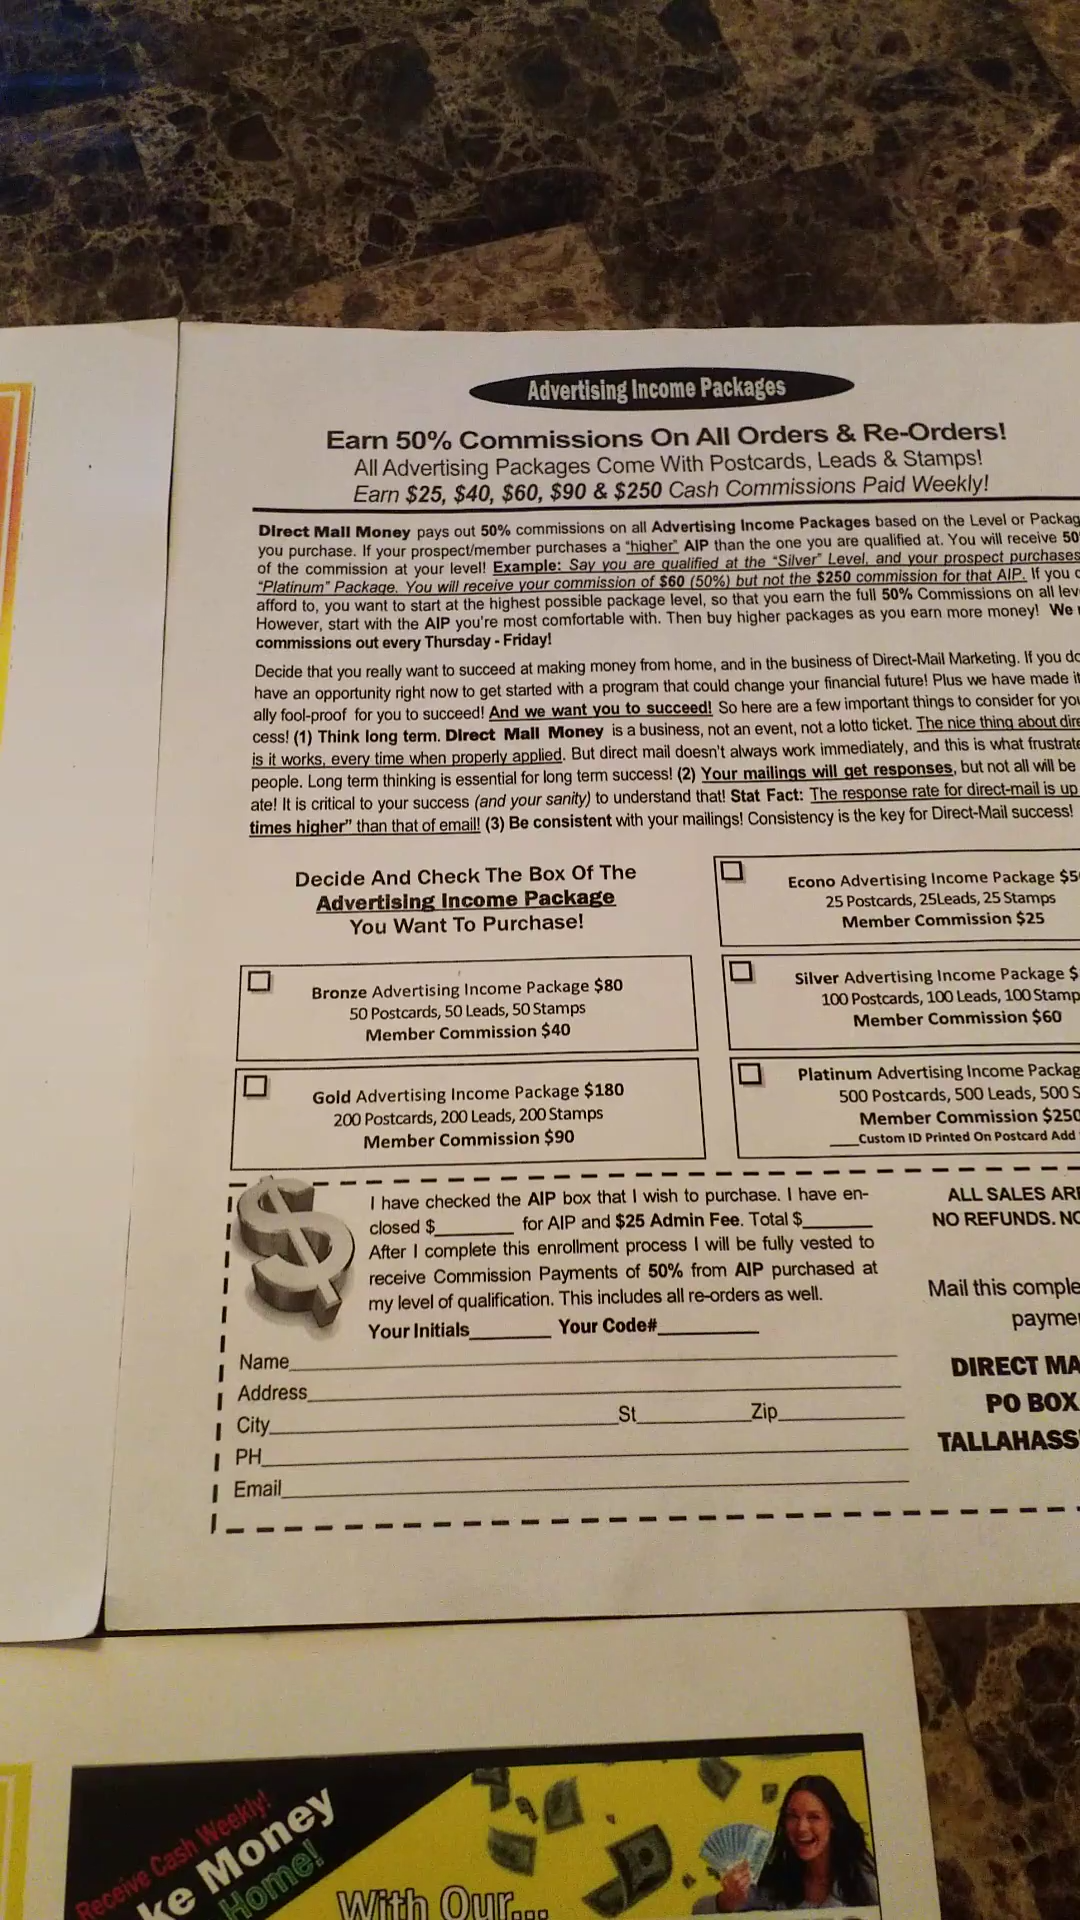 Advertising Income Packages
Earn 50% Commissions On All Orders & Re-Orders!
All Advertising Packages Come With Postcards, Leads & Stamps!
Earn $25, $40, $60, $90 & $250 Cash Commissions Paid Weekly!
Direct Mail Money pays out 50% commissions on all Advertising Income Packages based on the Level or Packag
you purchase. If your prospect/member purchases a "higher" AIP than the one you are qualified at. You will receive 50
of the commission at your level! Example: Say you are qualified at the "Silver" Level, and your prospect purchases
"Platinum" Package. You will receive your commission of $60 (50%) but not the $250 commission for that AIP. If you c
afford to, you want to start at the highest possible package level, so that you earn the full 50% Commissions on all lev
However, start with the AIP you're most comfortable with. Then buy higher packages as you earn more money! We
commissions out every Thursday - Friday!
Decide that you really want to succeed at making money from home, and in the business of Direct-Mail Marketing. If you do
have an opportunity right now to get started with a program that could change your financial future! Plus we have made it
ally fool-proof for you to succeed! And we want you to succeed! So here are a few important things to consider for you
cess! (1) Think long term. Direct Mail Money is a business, not an event, not a lotto ticket. The nice thing about dire
is it works, every time when properly applied. But direct mail doesn't always work immediately, and this is what frustrate
people. Long term thinking is essential for long term success! (2) Your mailings will get responses, but not all will be
ate! It is critical to your success (and your sanity) to understand that! Stat Fact: The response rate for direct-mail is up
times higher" than that of email! (3) Be consistent with your mailings! Consistency is the key for Direct-Mail success!
Decide And Check The Box Of The
Advertising Income Package
You Want To Purchase!
Econo Advertising Income Package $5
25 Postcards, 25Leads, 25 Stamps
Member Commission $25
Bronze Advertising Income Package $80
50 Postcards, 50 Leads, 50 Stamps
Member Commission $40
Silver Advertising Income Package $
100 Postcards, 100 Leads, 100 Stamp
Member Commission $60
Gold Advertising Income Package $180
200 Postcards, 200 Leads, 200 Stamps
Member Commission $90
Platinum Advertising Income Packag
500 Postcards, 500 Leads, 500 S
Member Commission $250
___Custom ID Printed On Postcard Add
$
I have checked the AIP box that I wish to purchase. I have en-
closed $________ for AIP and $25 Admin Fee. Total $_______
After I complete this enrollment process I will be fully vested to
receive Commission Payments of 50% from AIP purchased at
my level of qualification. This includes all re-orders as well.
Your Initials________ Your Code#__________
Name
Address
City St Zip
PH
Email
ALL SALES ARE
NO REFUNDS. NO
Mail this comple
payme
DIRECT MA
PO BOX
TALLAHASS
Receive Cash Weekly!
ke Money
Home!
With Our...